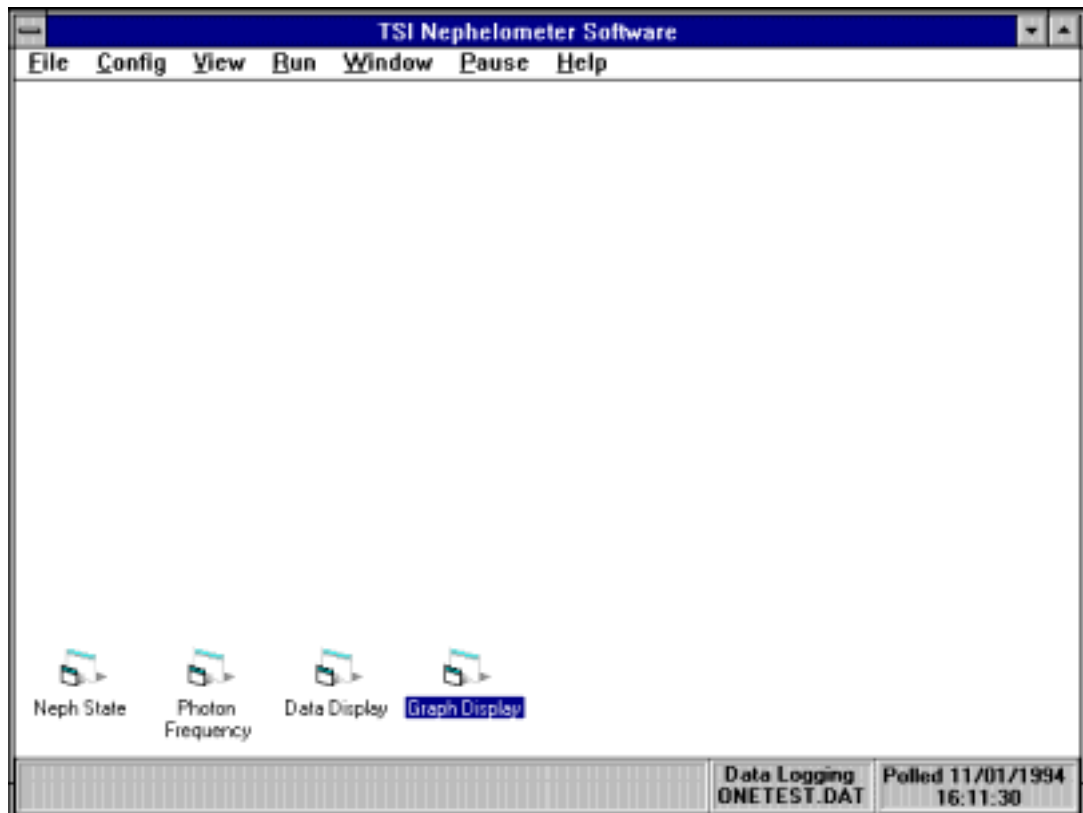 TSI Nephelometer Software
File Config View Run Window Pause Help
Neph State
Photon
Frequency
Data Display
Graph Display
Data Logging
ONETEST.DAT
Polled 11/01/1994
16:11:30